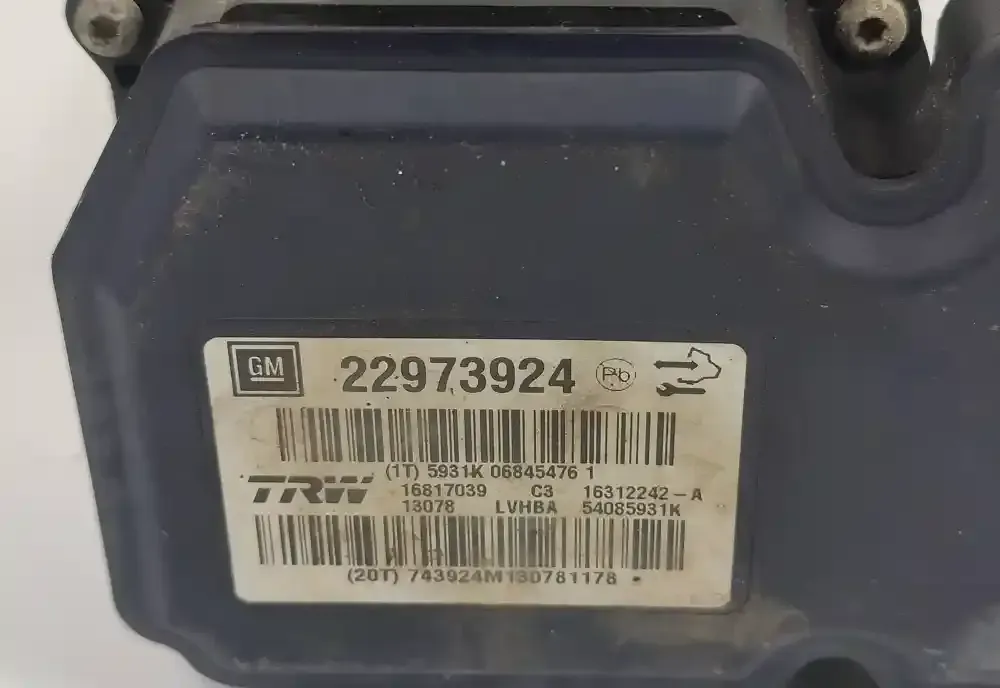 GM 22973924 Pb
(1T) 5931K 06845476 1
TRW 16817039 C3 16312242-A
13078 LVHBA 54085931K
(20T) 743924M130781178